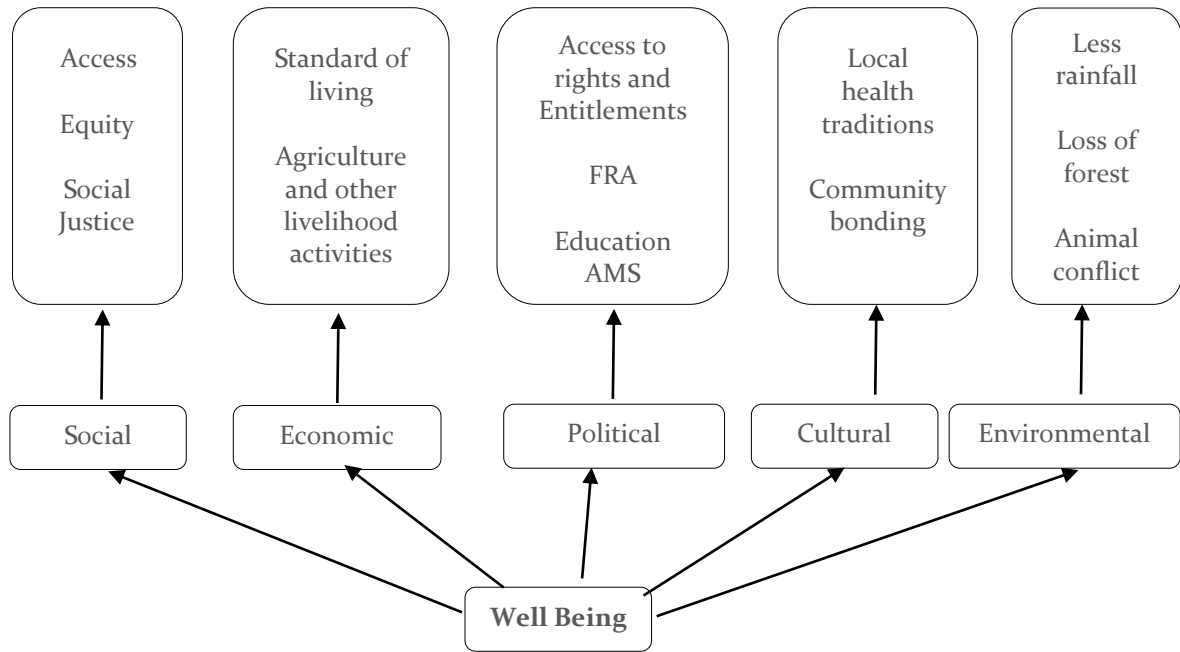 Access
Equity
Social
Justice
Standard of
living
Agriculture
and other
livelihood
activities
Access to
rights and
Entitlements
FRA
Education
AMS
Local
health
traditions
Community
bonding
Less
rainfall
Loss of
forest
Animal
conflict
Social
Economic
Political
Cultural
Environmental
Well Being